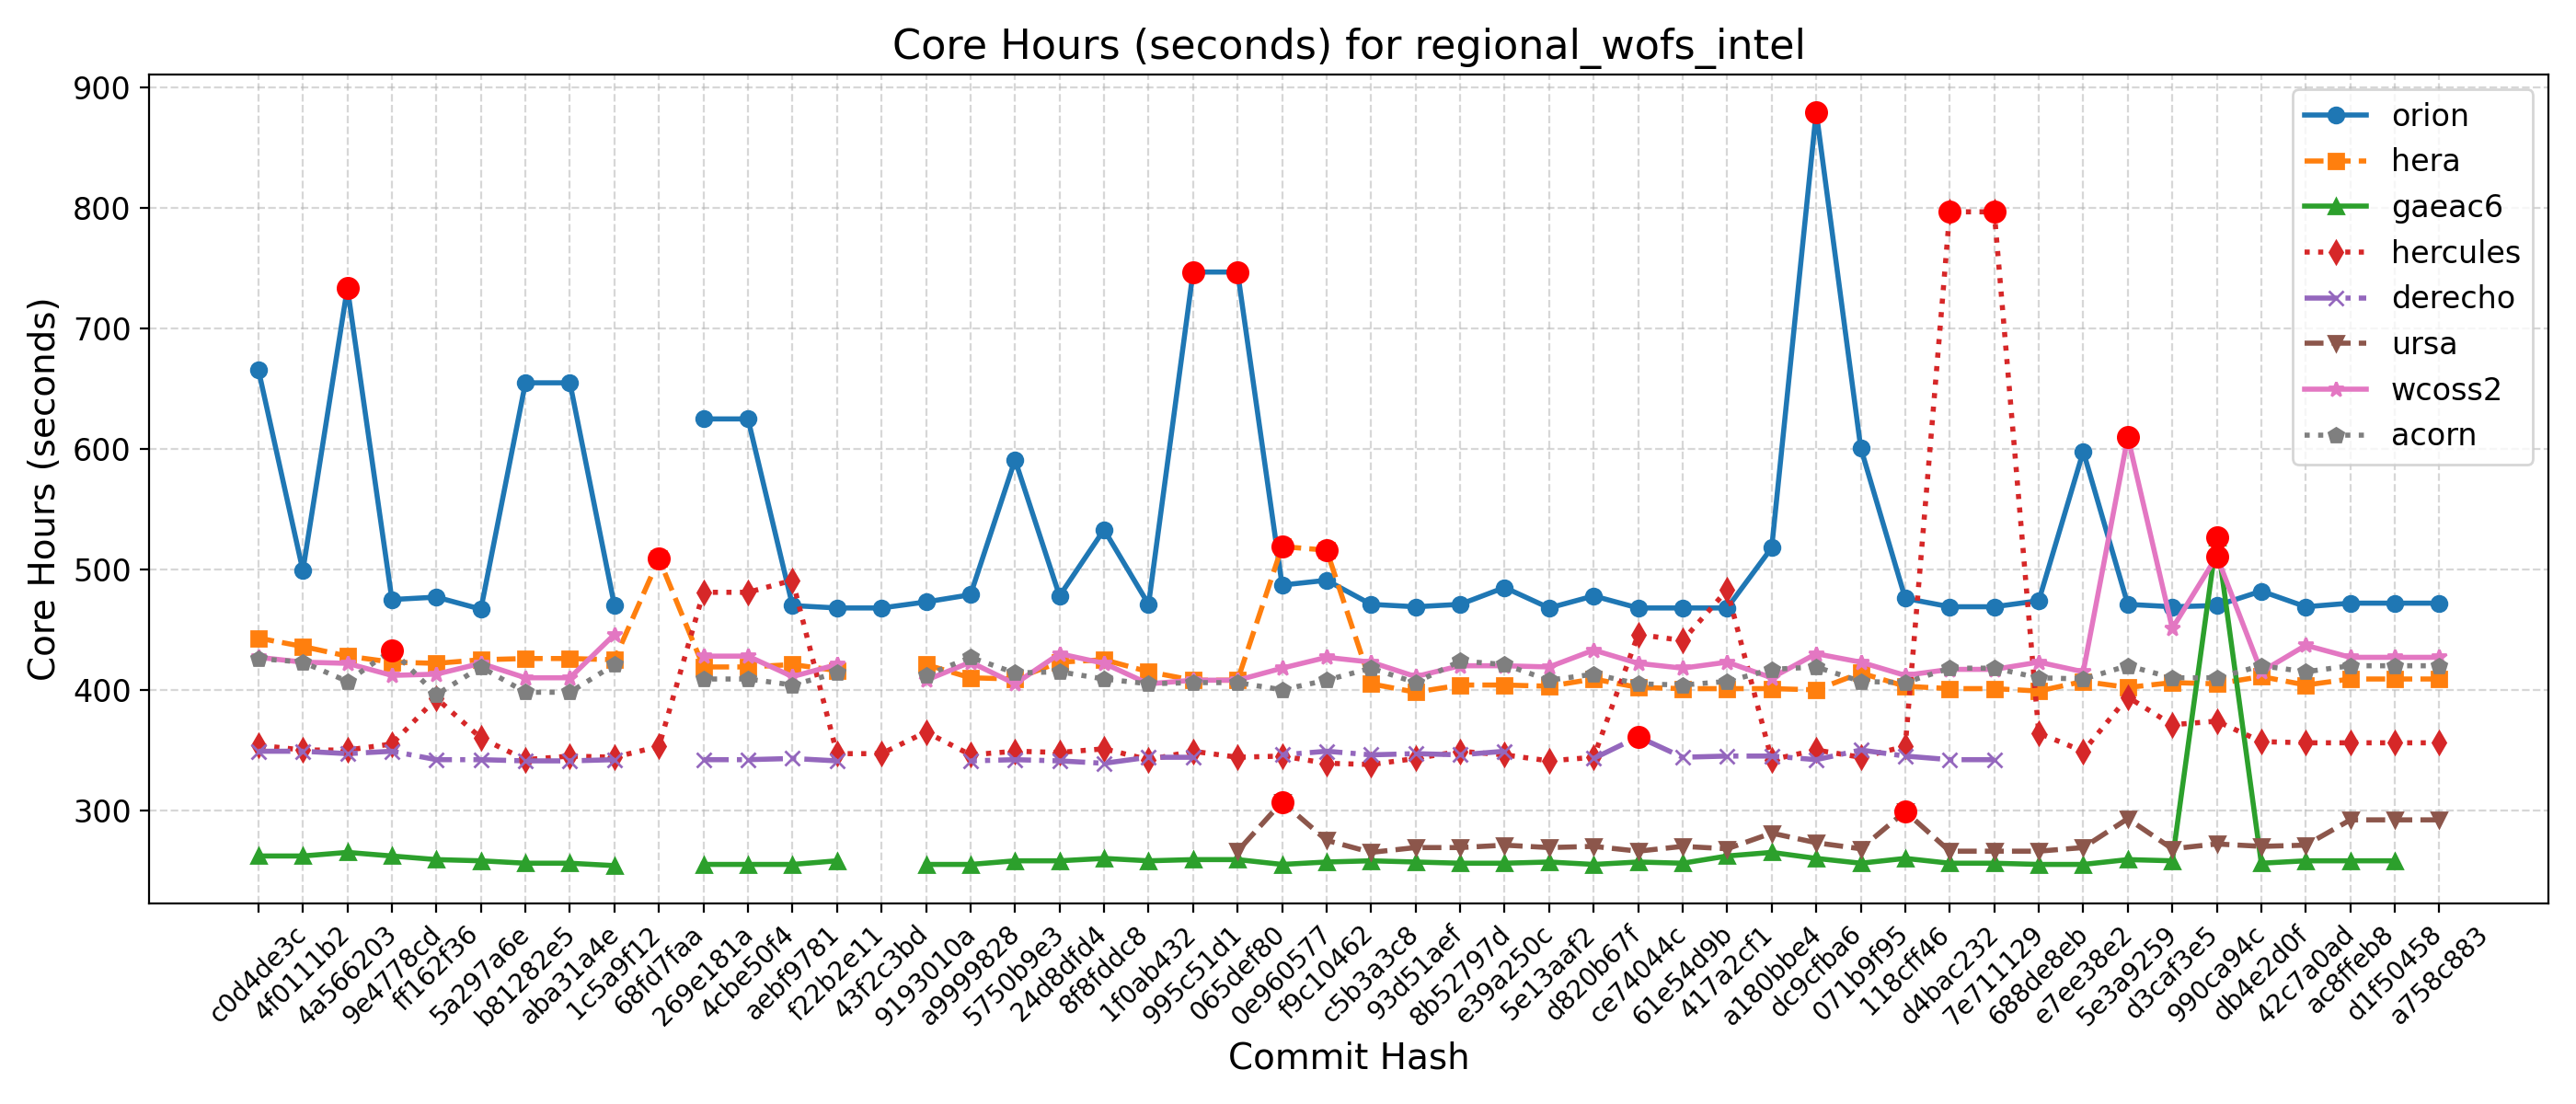 Core Hours (seconds) for regional_wofs_intel
Core Hours (seconds)
900
800
700
600
500
400
300
orion
hera
gaeac6
hercules
derecho
ursa
wcoss2
acorn
c0d4de3c
4f0111b2
4a566203
9e4778cd
ff162f36
5a297a6e
b81282e5
aba31a4e
1c5a9f12
68fd7faa
269e181a
4cbe50f4
aebf9781
f22b2e11
43f2c3bd
9193010a
a9999828
5750b9e3
24d8dfd4
8f8fddc8
1f0ab432
995c51d1
065def80
0e960577
f9c10462
c5b3a3c8
93d51aef
8b52797d
e39a250c
5e13aaf2
d820b67f
ce74044c
61e54d9b
417a2cf1
a180bbe4
dc9cfba6
071b9f95
118cff46
d4bac232
7e711129
688de8eb
e7ee38e2
5e3a9259
d3caf3e5
990ca94c
db4e2d0f
42c7a0ad
ac8ffeb8
d1f50458
a758c883
Commit Hash